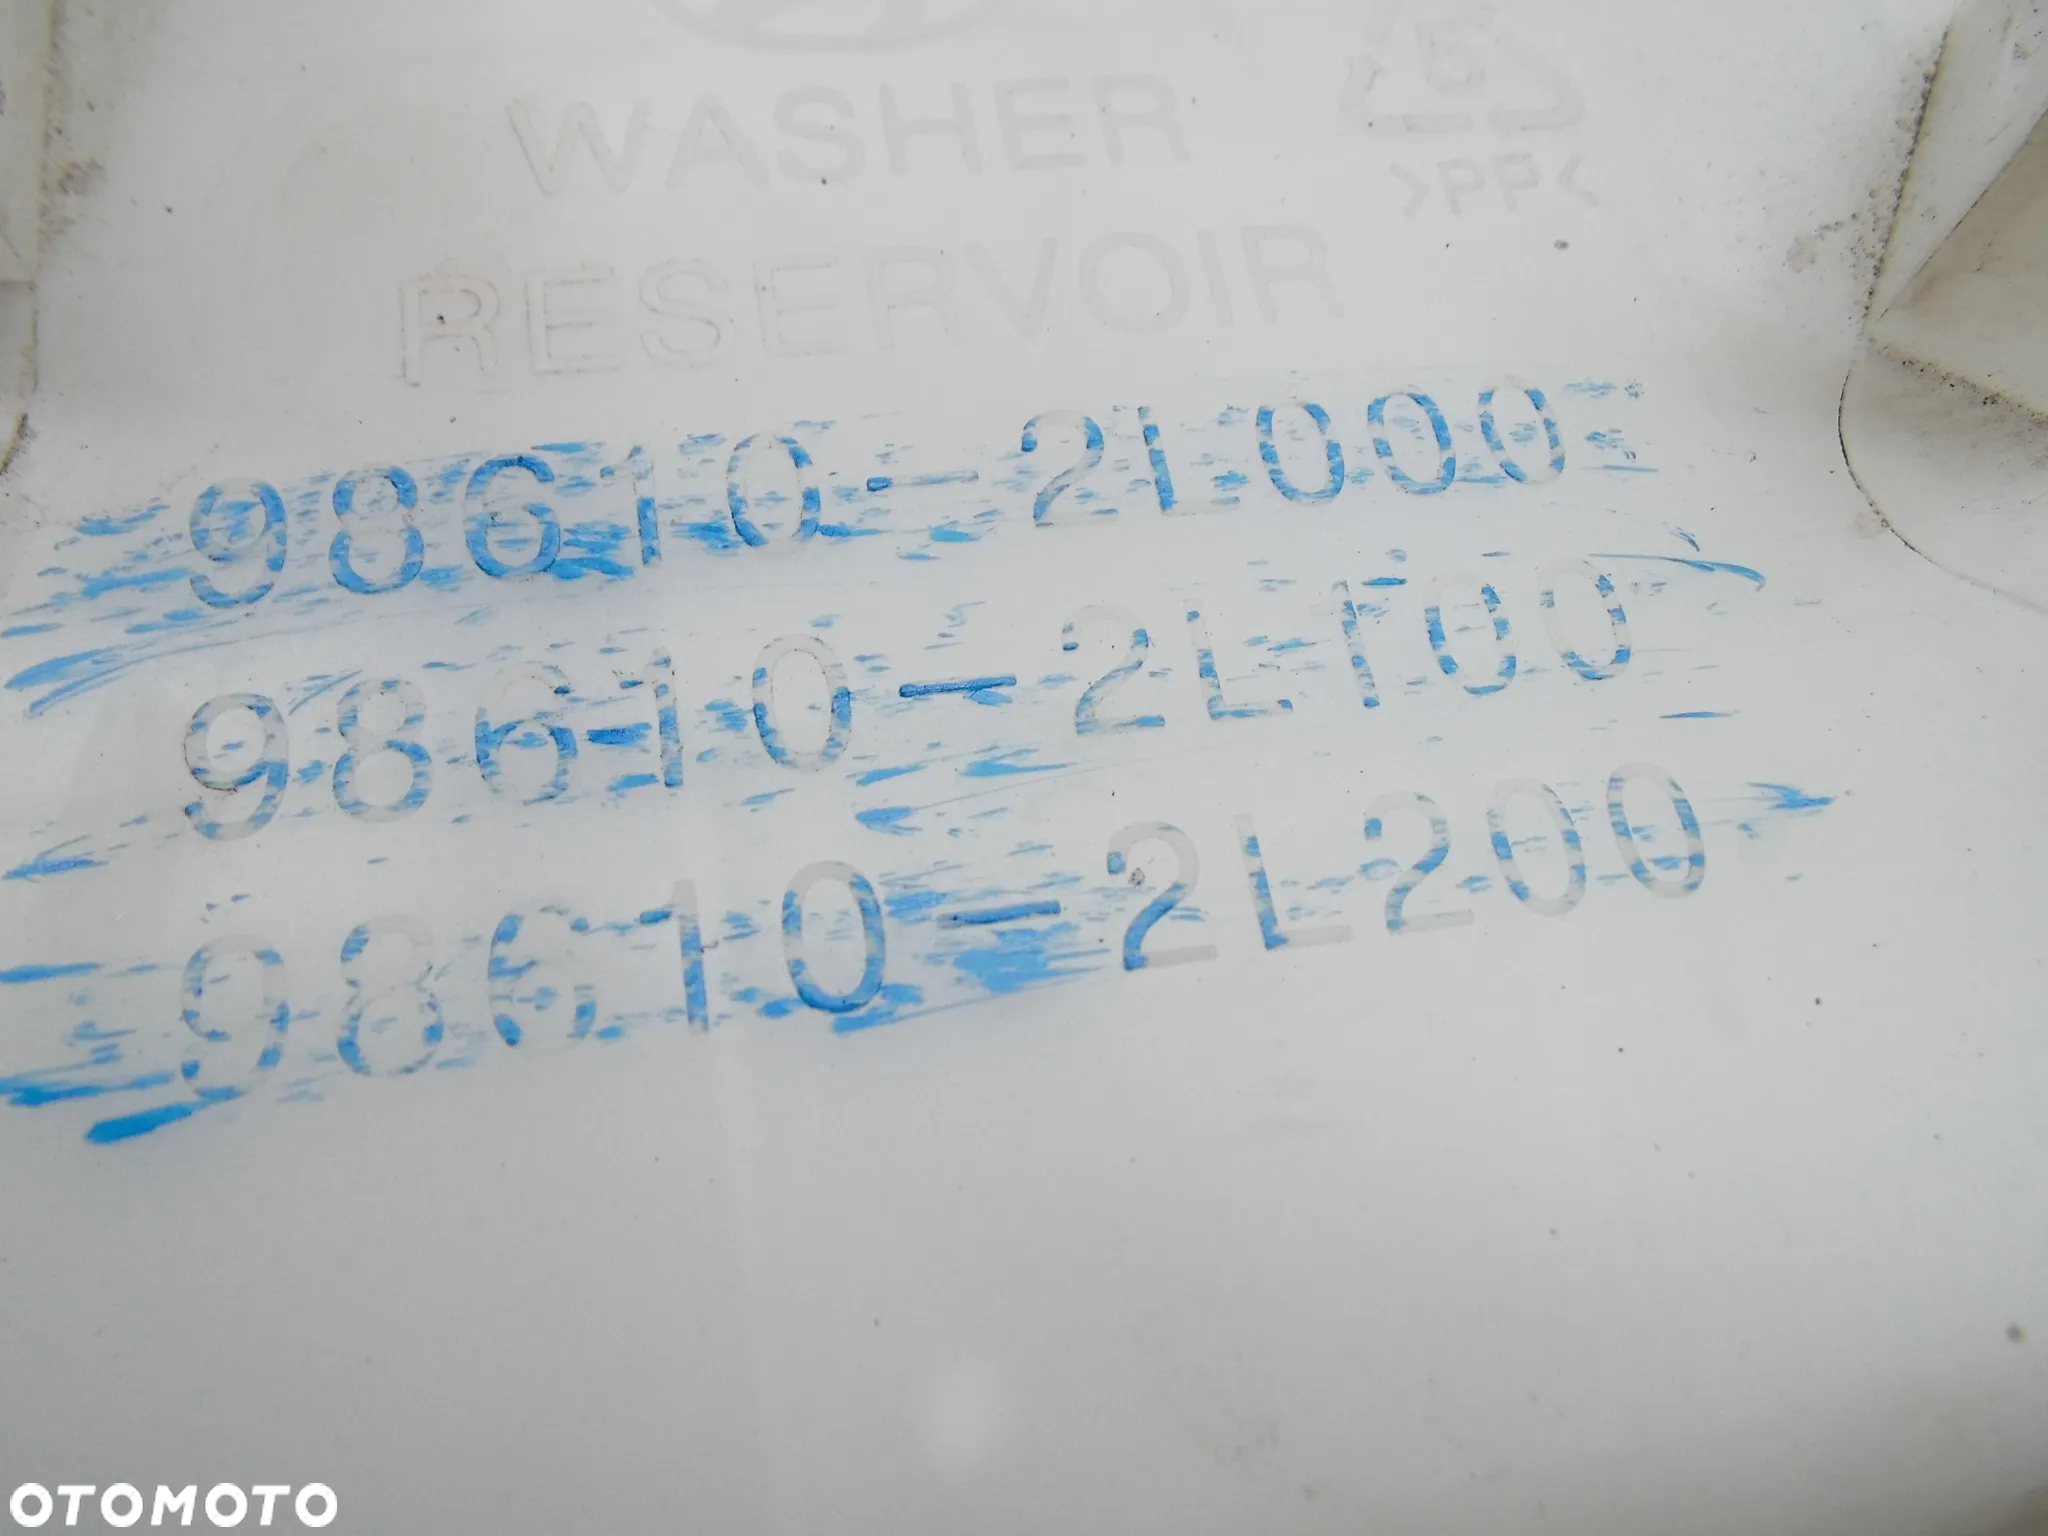 WASHER
>PP<
RESERVOIR
98610-2L000
98610-2L100
98610-2L200
OTOMOTO